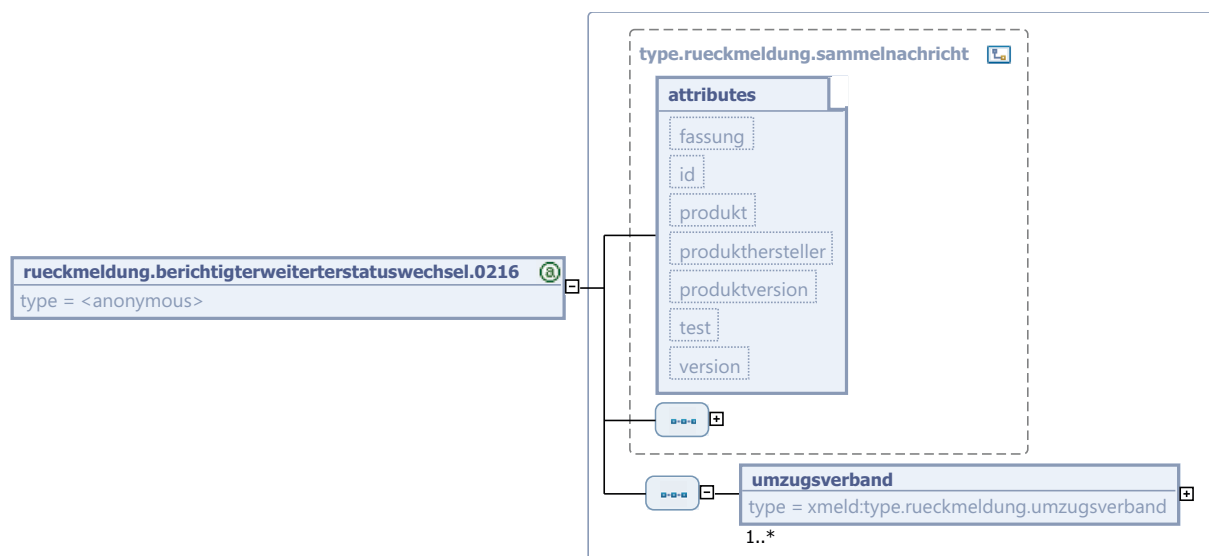 type.rueckmeldung.sammelnachricht
attributes
fassung
id
produkt
produkthersteller
produktversion
test
version
rueckmeldung.berichtigterweiterterstatuswechsel.0216
type = <anonymous>
umzugsverband
type = xmeld:type.rueckmeldung.umzugsverband
1..*